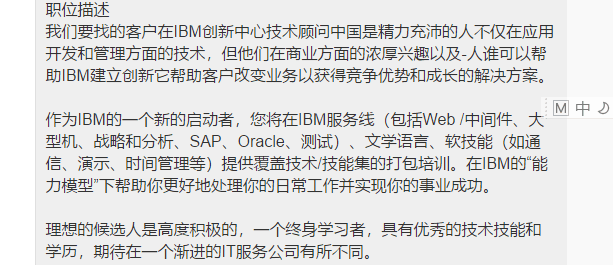 职位描述
我们要找的客户在IBM创新中心技术顾问中国是精力充沛的人不仅在应用
开发和管理方面的技术，但他们在商业方面的浓厚兴趣以及-人谁可以帮
助IBM建立创新它帮助客户改变业务以获得竞争优势和成长的解决方案。
作为IBM的一个新的启动者，您将在IBM服务线（包括Web /中间件、大
型机、战略和分析、SAP、Oracle、测试）、文学语言、软技能（如通
信、演示、时间管理等）提供覆盖技术/技能集的打包培训。在IBM的“能
力模型”下帮助你更好地处理你的日常工作并实现你的事业成功。
理想的候选人是高度积极的，一个终身学习者，具有优秀的技术技能和
学历，期待在一个渐进的IT服务公司有所不同。
M 中